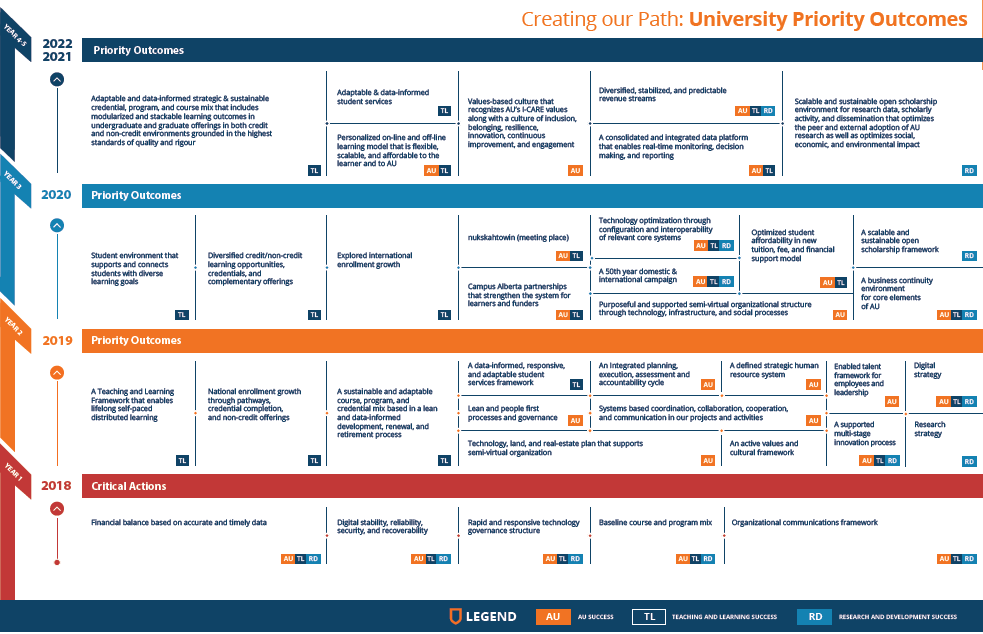 Creating our Path: University Priority Outcomes
YEAR 4-5
2022
2021
Priority Outcomes
Adaptable and data-informed strategic & sustainable
credential, program, and course mix that includes
modularized and stackable learning outcomes in
undergraduate and graduate offerings in both credit
and non-credit environments grounded in the highest
standards of quality and rigour
TL
Adaptable & data-informed
student services
TL
Personalized on-line and off-line
learning model that is flexible,
scalable, and affordable to the
learner and to AU
AU TL
Values-based culture that
recognizes AU's I-CARE values
along with a culture of inclusion,
belonging, resilience,
innovation, continuous
improvement, and engagement
AU
Diversified, stabilized, and predictable
revenue streams
AU TL RD
A consolidated and integrated data platform
that enables real-time monitoring, decision
making, and reporting
AU TL
Scalable and sustainable open scholarship
environment for research data, scholarly
activity, and dissemination that optimizes
the peer and external adoption of AU
research as well as optimizes social,
economic, and environmental impact
RD
YEAR 3
2020
Priority Outcomes
Student environment that
supports and connects
students with diverse
learning goals
TL
Diversified credit/non-credit
learning opportunities,
credentials, and
complementary offerings
TL
Explored international
enrollment growth
TL
nukskahtowin (meeting place)
AU TL
Campus Alberta partnerships
that strengthen the system for
learners and funders
AU TL
Technology optimization through
configuration and interoperability
of relevant core systems
AU TL RD
A 50th year domestic &
international campaign
AU TL RD
Purposeful and supported semi-virtual organizational structure
through technology, infrastructure, and social processes
AU
Optimized student
affordability in new
tuition, fee, and financial
support model
AU TL
A scalable and
sustainable open
scholarship framework
RD
A business continuity
environment
for core elements
of AU
AU TL RD
YEAR 2
2019
Priority Outcomes
A Teaching and Learning
Framework that enables
lifelong self-paced
distributed learning
TL
National enrollment growth
through pathways,
credential completion,
and non-credit offerings
TL
A sustainable and adaptable
course, program, and
credential mix based in a lean
and data-informed
development, renewal, and
retirement process
TL
A data-informed, responsive,
and adaptable student
services framework
TL
Lean and people first
processes and governance
AU
Technology, land, and real-estate plan that supports
semi-virtual organization
AU
An Integrated planning,
execution, assessment and
accountability cycle
AU
Systems based coordination, collaboration, cooperation,
and communication in our projects and activities
AU
A defined strategic human
resource system
AU
An active values and
cultural framework
Enabled talent
framework for
employees and
leadership
AU
A supported
multi-stage
innovation process
AU TL RD
Digital
strategy
AU TL RD
Research
strategy
RD
YEAR 1
2018
Critical Actions
Financial balance based on accurate and timely data
AU TL RD
Digital stability, reliability,
security, and recoverability
AU TL RD
Rapid and responsive technology
governance structure
AU TL RD
Baseline course and program mix
AU TL RD
Organizational communications framework
AU TL RD
LEGEND
AU AU SUCCESS
TL TEACHING AND LEARNING SUCCESS
RD RESEARCH AND DEVELOPMENT SUCCESS